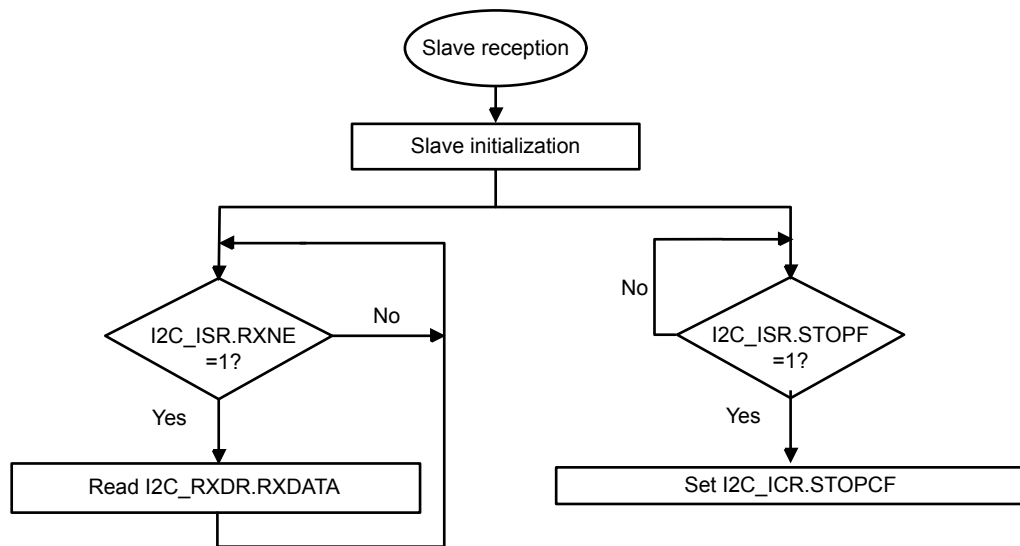 Slave reception
Slave initialization
No
I2C_ISR.RXNE
=1?
Yes
Read I2C_RXDR.RXDATA
No
I2C_ISR.STOPF
=1?
Yes
Set I2C_ICR.STOPCF